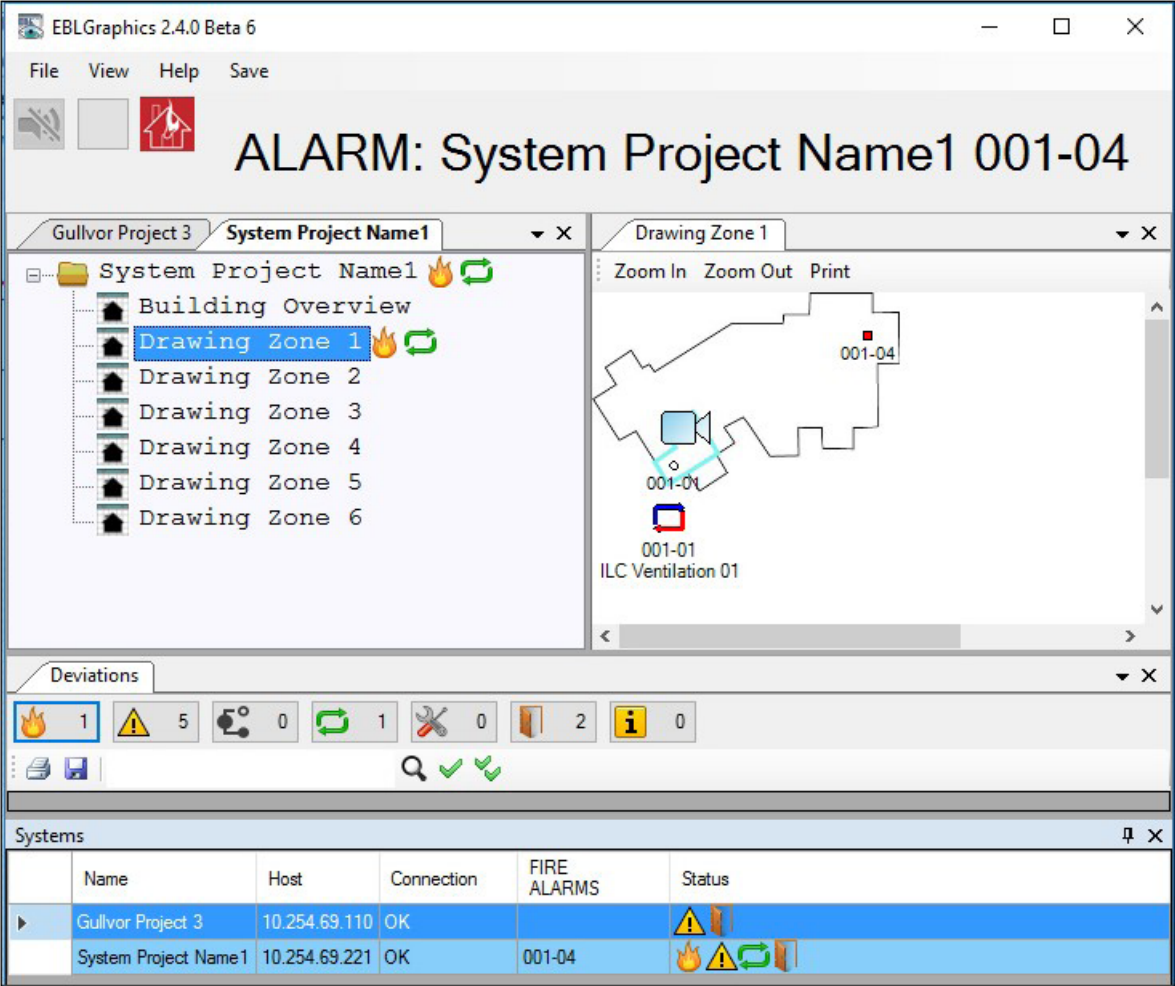 EBLGraphics 2.4.0 Beta 6
File View Help Save
ALARM: System Project Name1 001-04
Gullvor Project 3 System Project Name1
System Project Name1
Building Overview
Drawing Zone 1
Drawing Zone 2
Drawing Zone 3
Drawing Zone 4
Drawing Zone 5
Drawing Zone 6
Drawing Zone 1
Zoom In Zoom Out Print
001-04
001-01
001-01
ILC Ventilation 01
Deviations
1 5 0 1 0 2 0
Systems
Name Host Connection FIRE ALARMS Status
Gullvor Project 3 10.254.69.110 OK
System Project Name1 10.254.69.221 OK 001-04